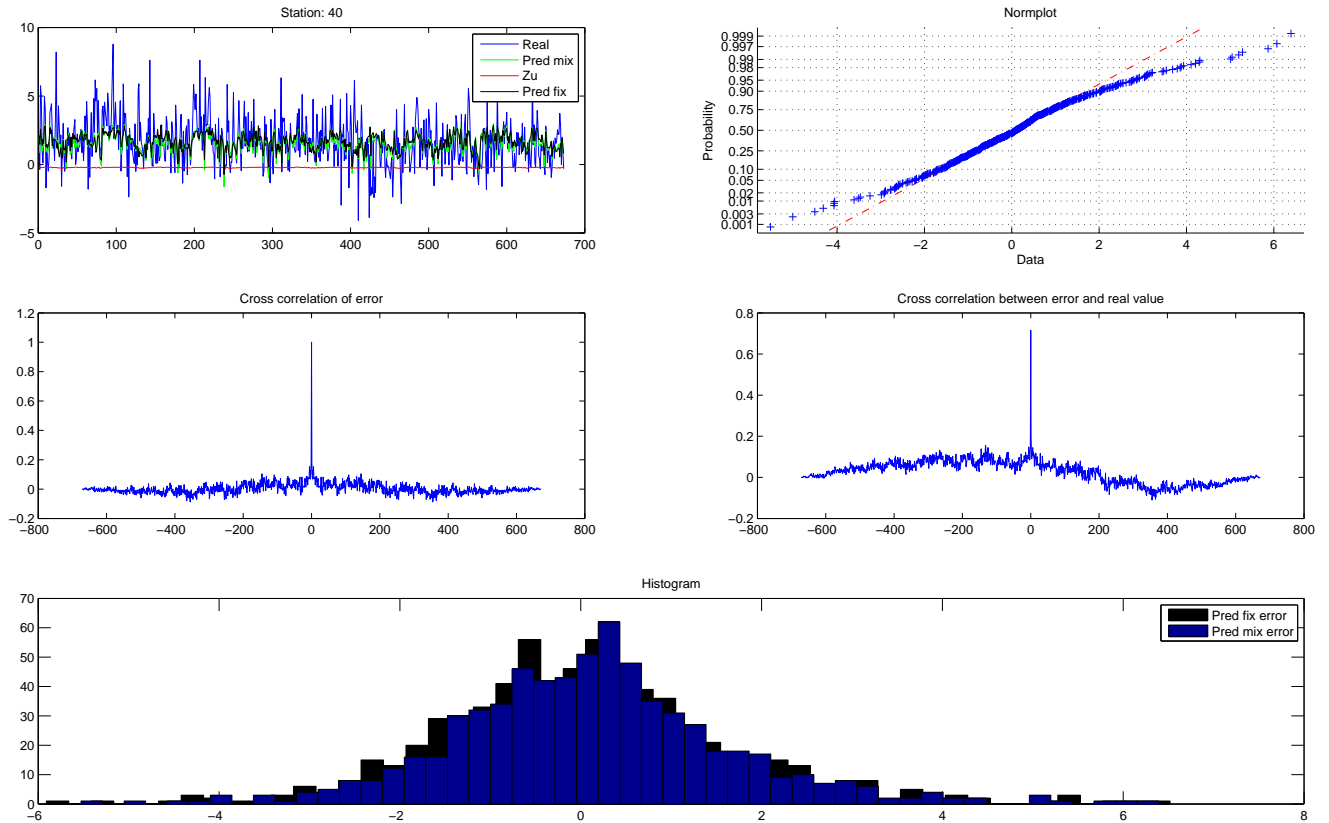 Station: 40
10
5
0
−5
0 100 200 300 400 500 600 700
Real
Pred mix
Zu
Pred fix
Normplot
Probability
0.999
0.997
0.99
0.98
0.95
0.90
0.75
0.50
0.25
0.10
0.05
0.02
0.01
0.003
0.001
−4 −2 0 2 4 6
Data
Cross correlation of error
1.2
1
0.8
0.6
0.4
0.2
0
−0.2
−800 −600 −400 −200 0 200 400 600 800
Cross correlation between error and real value
0.8
0.6
0.4
0.2
0
−0.2
−800 −600 −400 −200 0 200 400 600 800
Histogram
70
60
50
40
30
20
10
0
−6 −4 −2 0 2 4 6 8
Pred fix error
Pred mix error